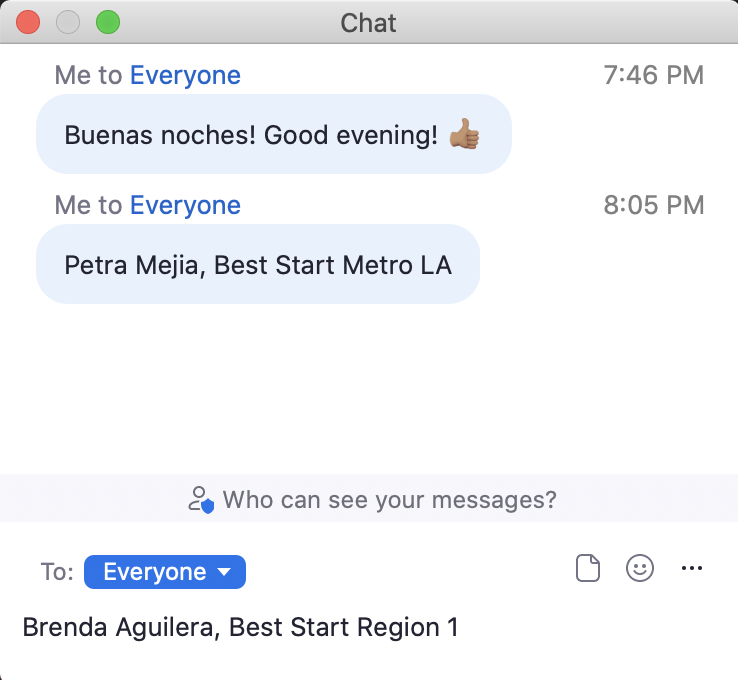 Chat
Me to Everyone 7:46 PM
Buenas noches! Good evening! 👍🏽
Me to Everyone 8:05 PM
Petra Mejia, Best Start Metro LA
Who can see your messages?
To: Everyone
Brenda Aguilera, Best Start Region 1